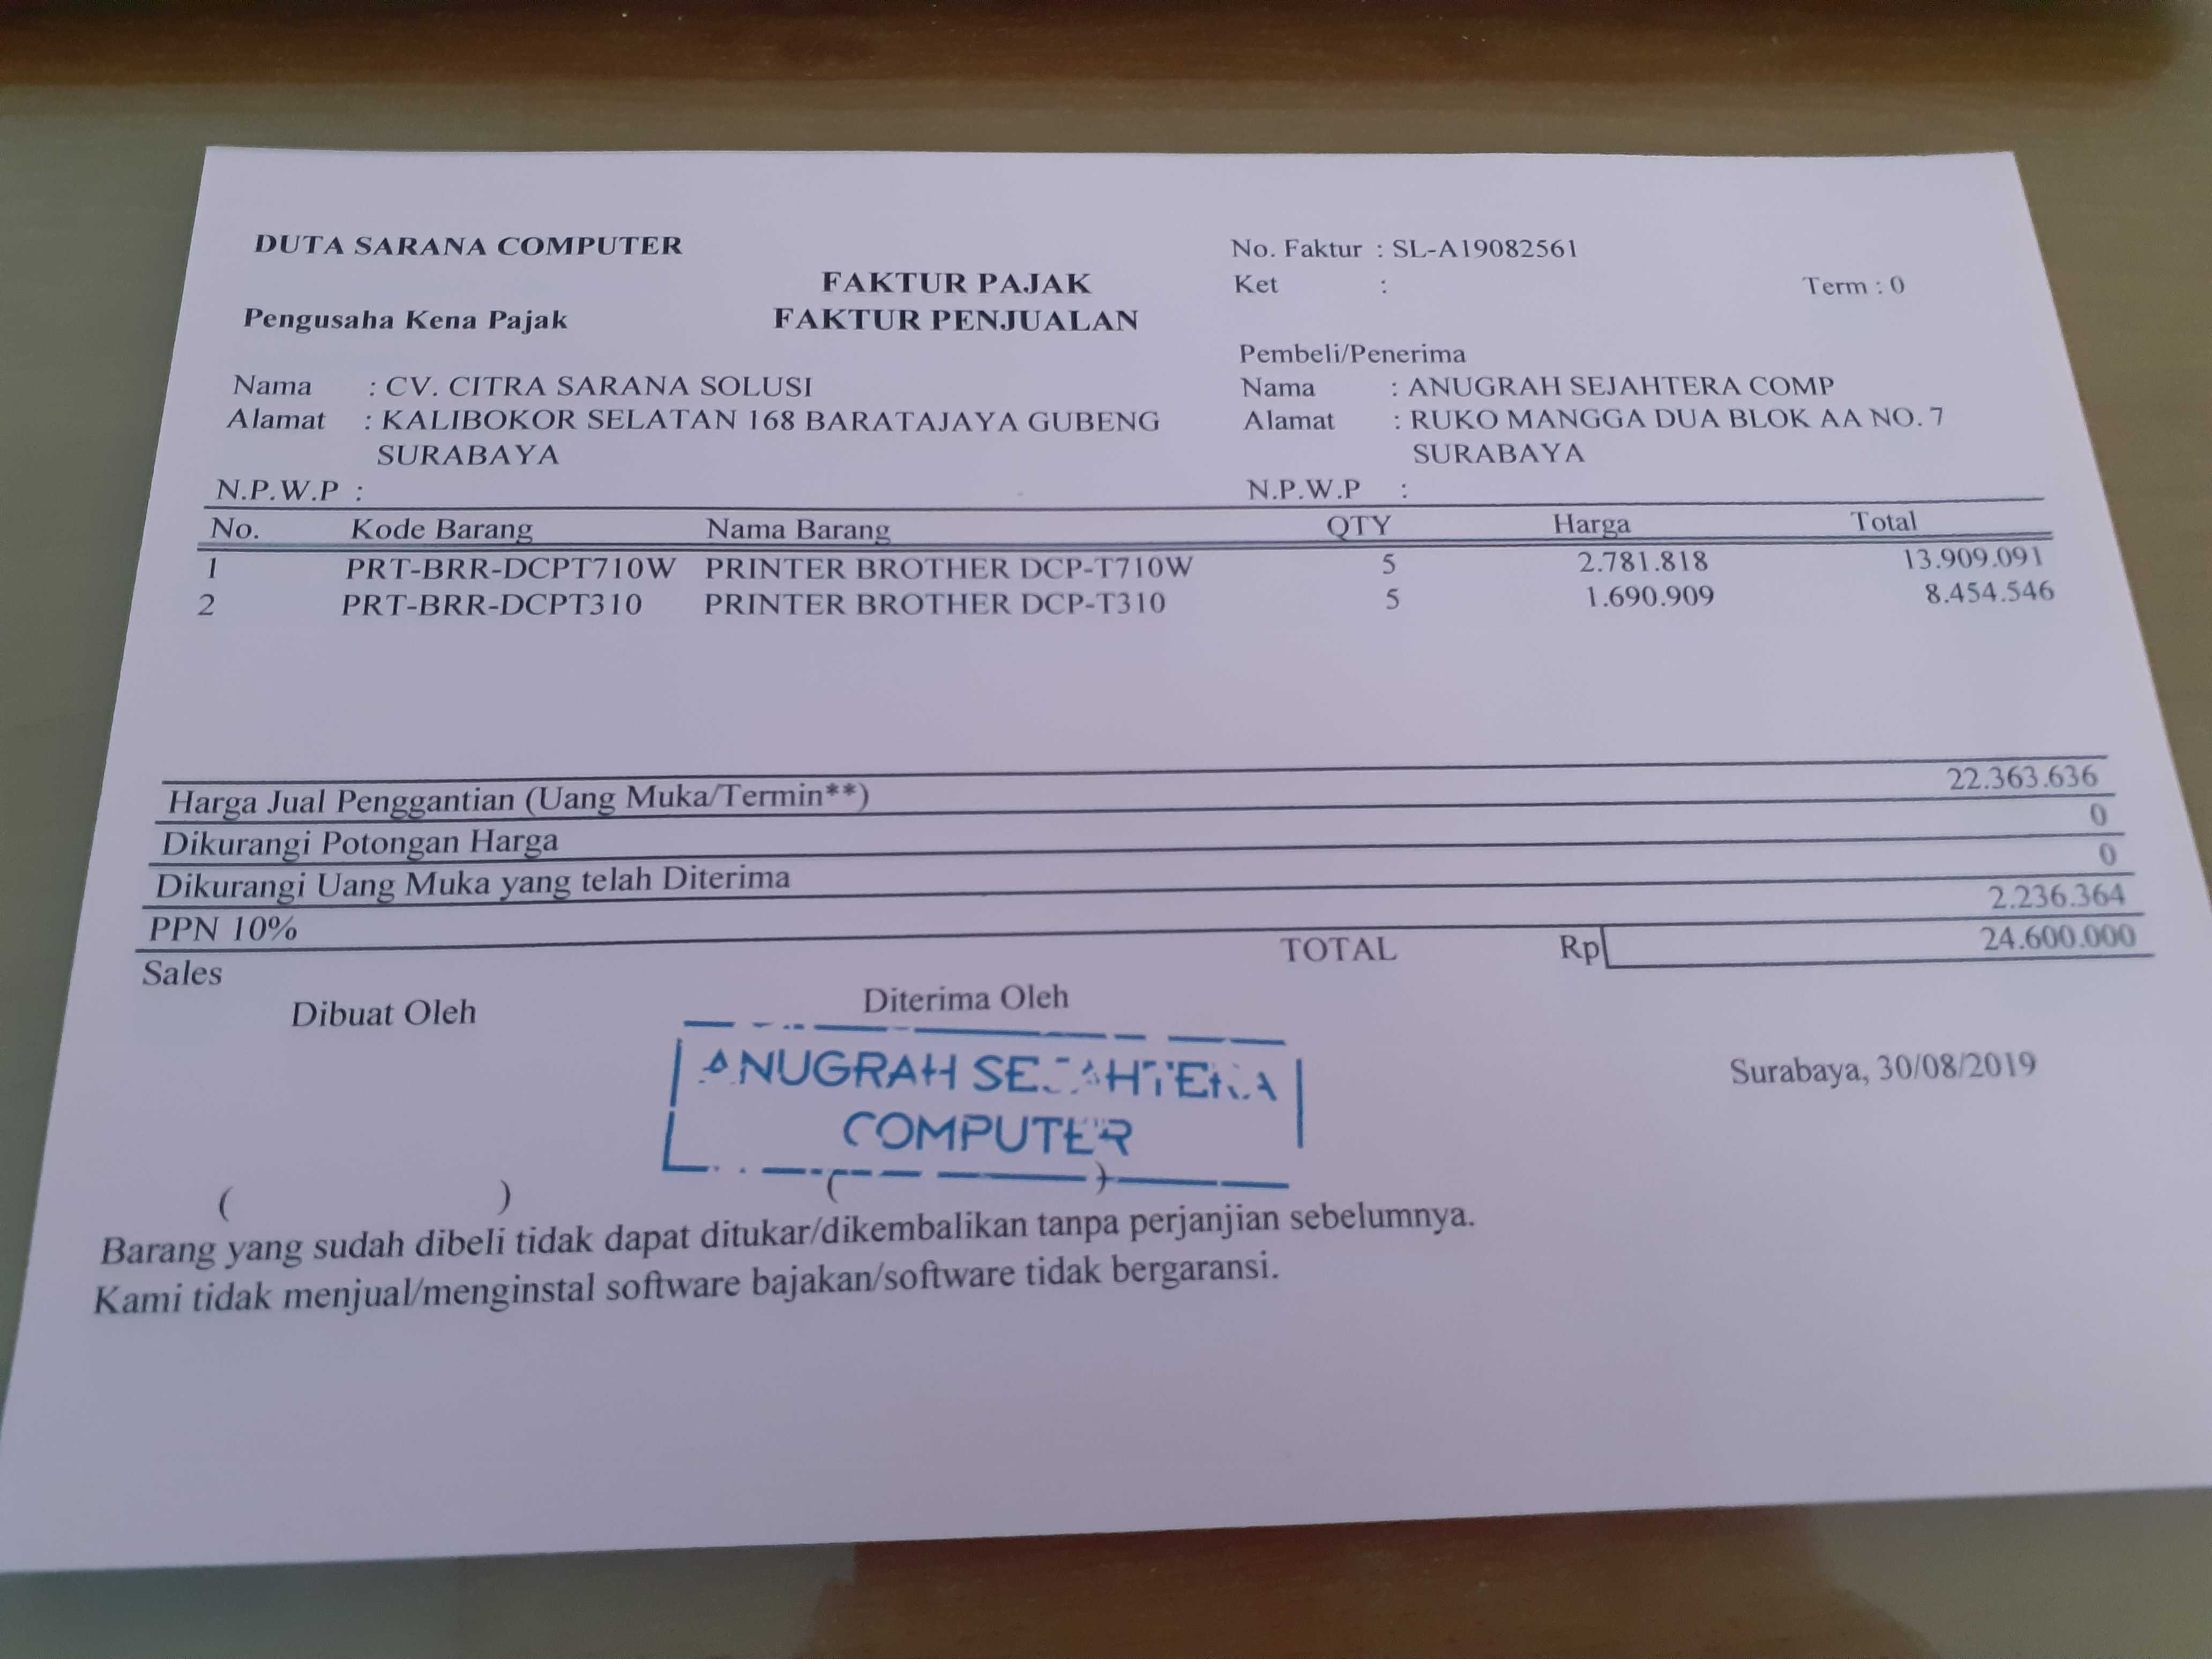 DUTA SARANA COMPUTER
No. Faktur : SL-A19082561
FAKTUR PAJAK
Ket : Term : 0
Pengusaha Kena Pajak FAKTUR PENJUALAN
Pembeli/Penerima
Nama : CV. CITRA SARANA SOLUSI
Nama : ANUGRAH SEJAHTERA COMP
Alamat : KALIBOKOR SELATAN 168 BARATAJAYA GUBENG
SURABAYA
Alamat : RUKO MANGGA DUA BLOK AA NO. 7
SURABAYA
N.P.W.P :
N.P.W.P :
No. Kode Barang Nama Barang QTY Harga Total
1 PRT-BRR-DCPT710W PRINTER BROTHER DCP-T710W 5 2.781.818 13.909.091
2 PRT-BRR-DCPT310 PRINTER BROTHER DCP-T310 5 1.690.909 8.454.546
Harga Jual Penggantian (Uang Muka/Termin**) 22.363.636
Dikurangi Potongan Harga 0
Dikurangi Uang Muka yang telah Diterima 0
PPN 10% 2.236.364
TOTAL Rp 24.600.000
Sales
Dibuat Oleh Diterima Oleh
ANUGRAH SEJAHTERA
COMPUTER
Surabaya, 30/08/2019
( ) ( )
Barang yang sudah dibeli tidak dapat ditukar/dikembalikan tanpa perjanjian sebelumnya.
Kami tidak menjual/menginstal software bajakan/software tidak bergaransi.